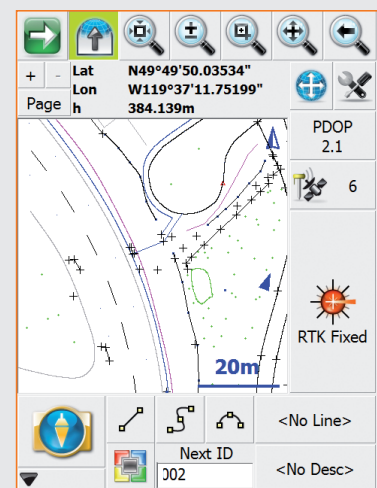 + - Lat N49°49'50.03534"
Lon W119°37'11.75199"
Page h 384.139m
PDOP
2.1
6
RTK Fixed
20m
<No Line>
Next ID
002
<No Desc>